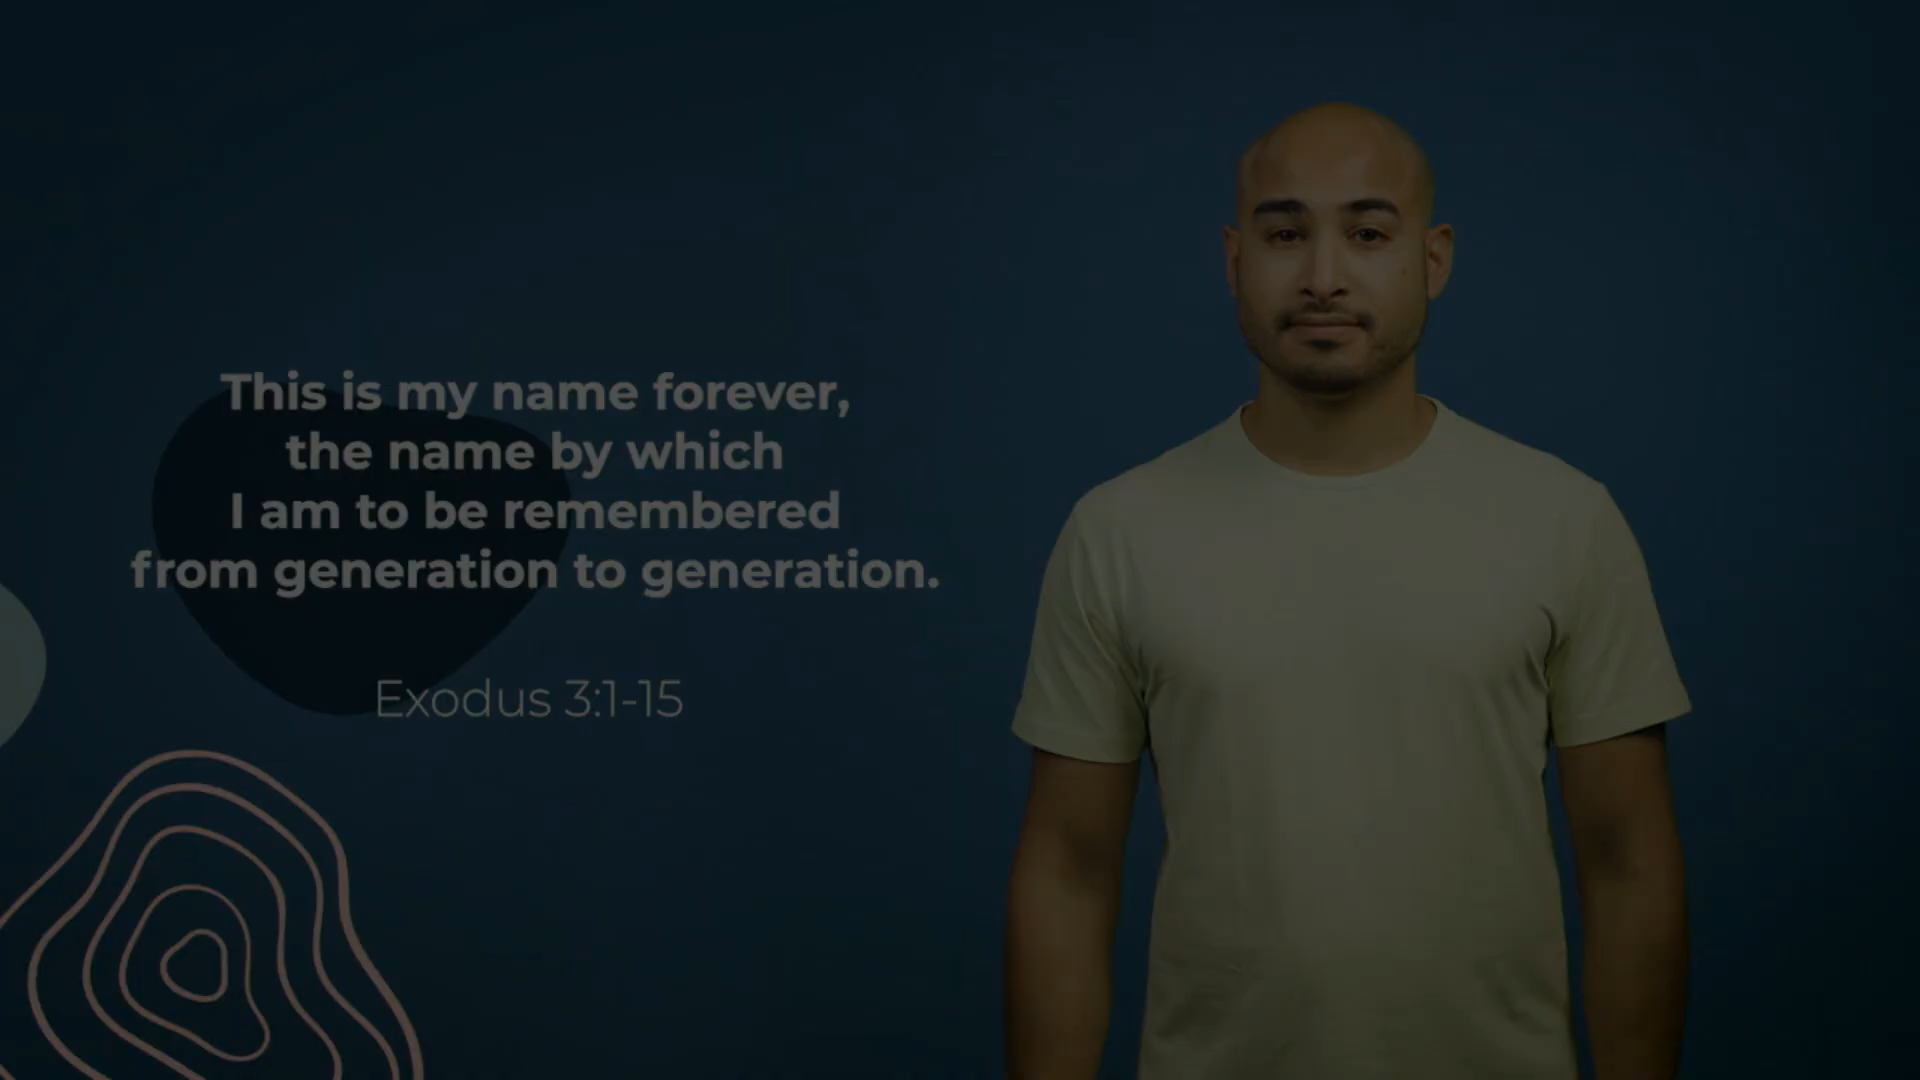 This is my name forever,
the name by which
I am to be remembered
from generation to generation.
Exodus 3:1-15